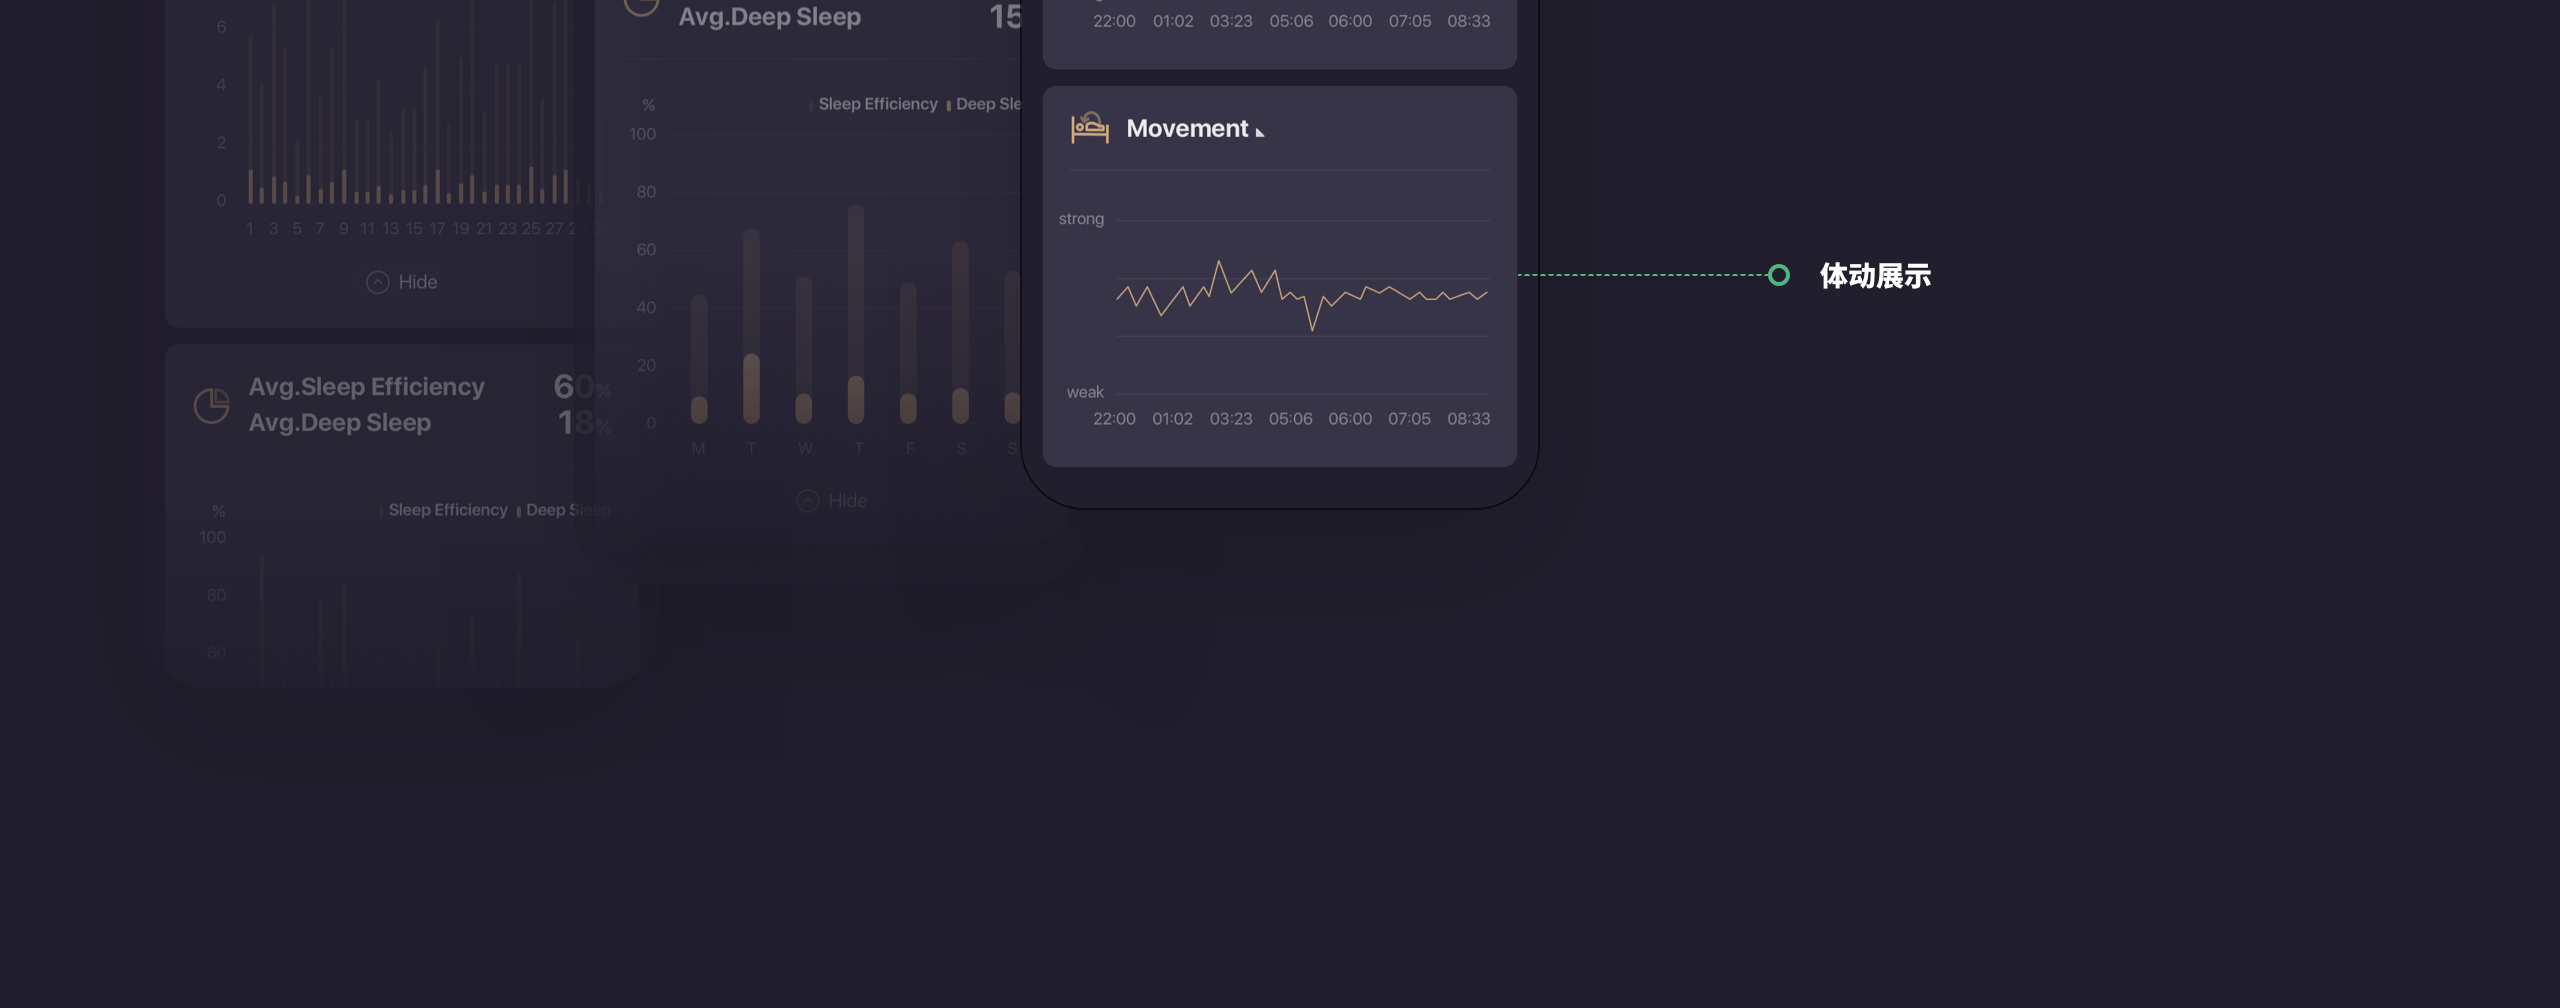 6
4
2
0
1 3 5 7 9 11 13 15 17 19 21 23 25 27 29 31
Hide
Avg.Sleep Efficiency 60%
Avg.Deep Sleep 18%
%
Sleep Efficiency Deep Sleep
100
80
60
Avg.Deep Sleep 15
%
Sleep Efficiency Deep Sle
100
80
60
40
20
0
M T W T F S S
Hide
22:00 01:02 03:23 05:06 06:00 07:05 08:33
Movement
strong
weak
22:00 01:02 03:23 05:06 06:00 07:05 08:33
体动展示